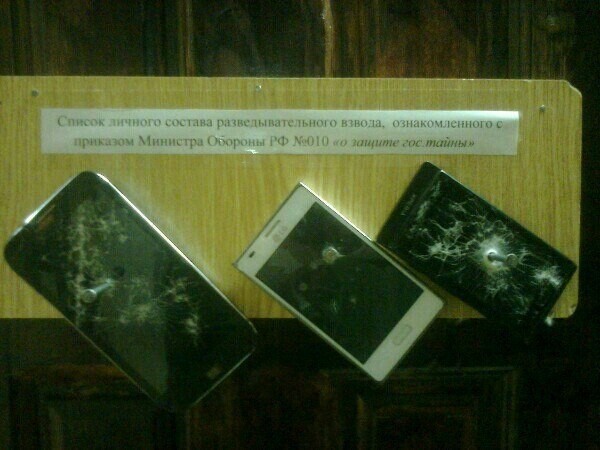 Список личного состава разведывательного взвода, ознакомленного с
приказом Министра Обороны РФ №010 «о защите гос.тайны»